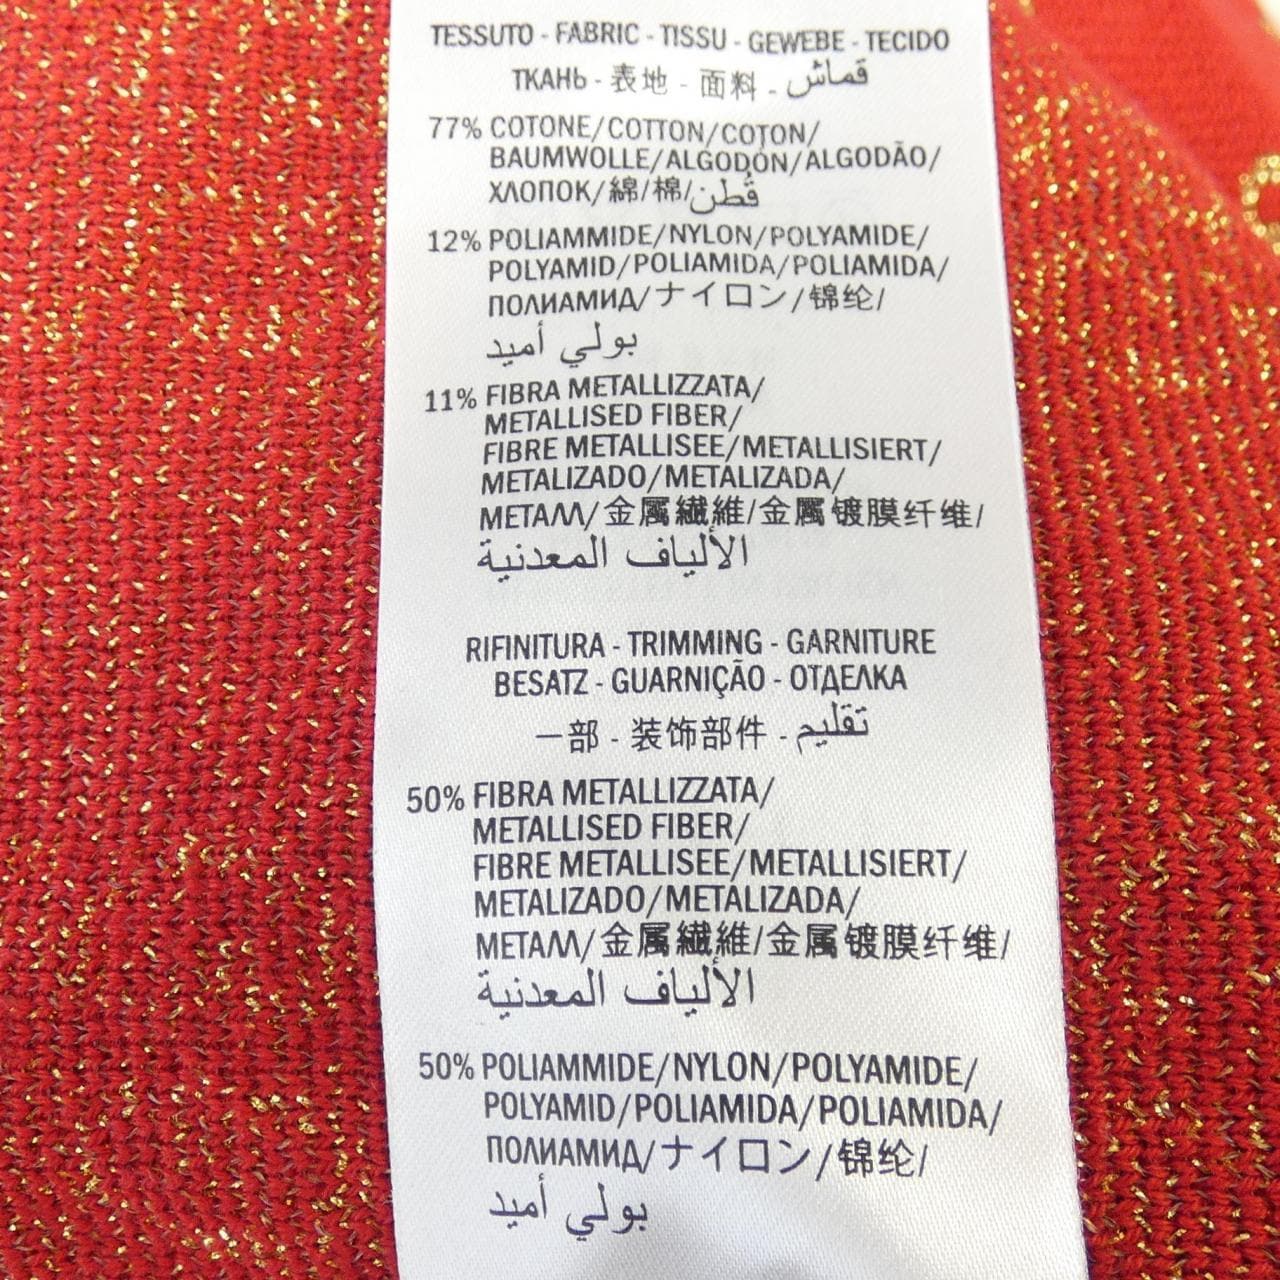 TESSUTO - FABRIC - TISSU - GEWEBE - TECIDO
ТКАНЬ - 表地 - 面料 - قماش
77% COTONE/COTTON/COTON/
BAUMWOLLE/ALGODÓN/ALGODÃO/
ХЛОПОК/綿/棉/قُطن
12% POLIAMMIDE/NYLON/POLYAMIDE/
POLYAMID/POLIAMIDA/POLIAMIDA/
ПОЛИАМИД/ナイロン/锦纶/
بولي أميد
11% FIBRA METALLIZZATA/
METALLISED FIBER/
FIBRE METALLISEE/METALLISIERT/
METALIZADO/METALIZADA/
МЕТАЛЛ/金属繊維/金属镀膜纤维/
الألياف المعدنية
RIFINITURA - TRIMMING - GARNITURE
BESATZ - GUARNIÇÃO - ОТДЕЛКА
一部 - 装饰部件 - تقليم
50% FIBRA METALLIZZATA/
METALLISED FIBER/
FIBRE METALLISEE/METALLISIERT/
METALIZADO/METALIZADA/
МЕТАЛЛ/金属繊維/金属镀膜纤维/
الألياف المعدنية
50% POLIAMMIDE/NYLON/POLYAMIDE/
POLYAMID/POLIAMIDA/POLIAMIDA/
ПОЛИАМИД/ナイロン/锦纶/
بولي أميد